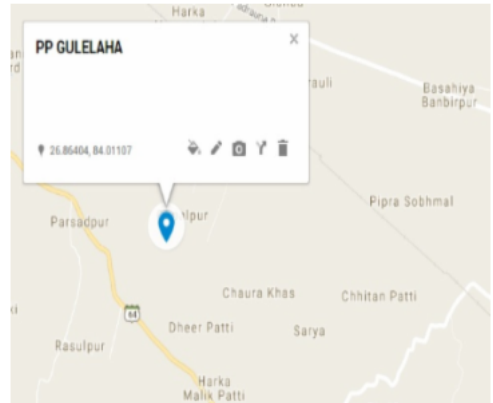 Harka
PP GULELAHA
×
26.86404, 84.01107
Basahiya
Banbirpur
Pipra Sobhmal
Parsadpur
Chaura Khas
Chhitan Patti
64
Dheer Patti
Sarya
Rasulpur
Harka
Malik Patti